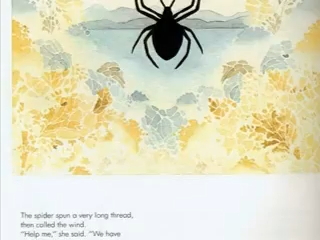 The spider spun a very long thread,
then called the wind.
"Help me," she said. "We have